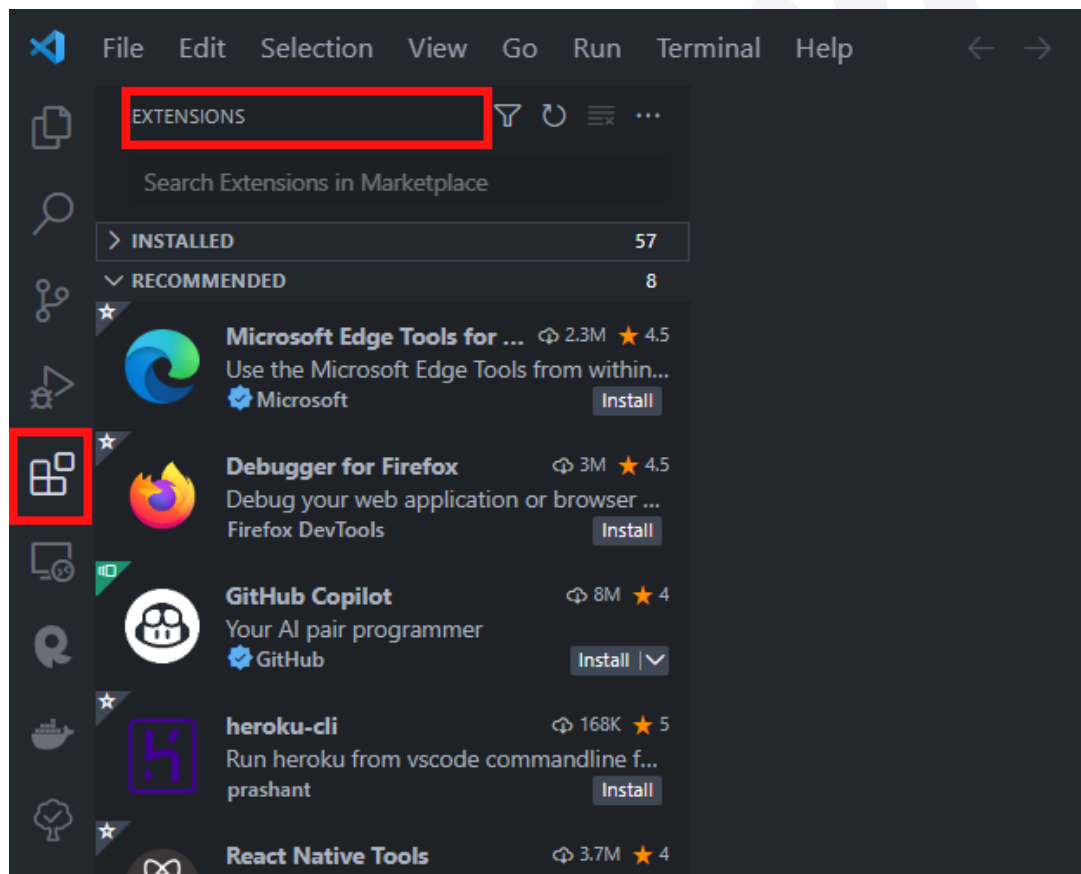 File Edit Selection View Go Run Terminal Help
EXTENSIONS
Search Extensions in Marketplace
INSTALLED 57
RECOMMENDED 8
Microsoft Edge Tools for ... 2.3M 4.5
Use the Microsoft Edge Tools from within...
Microsoft Install
Debugger for Firefox 3M 4.5
Debug your web application or browser ...
Firefox DevTools Install
GitHub Copilot 8M 4
Your AI pair programmer
GitHub Install
heroku-cli 168K 5
Run heroku from vscode commandline f...
prashant Install
React Native Tools 3.7M 4